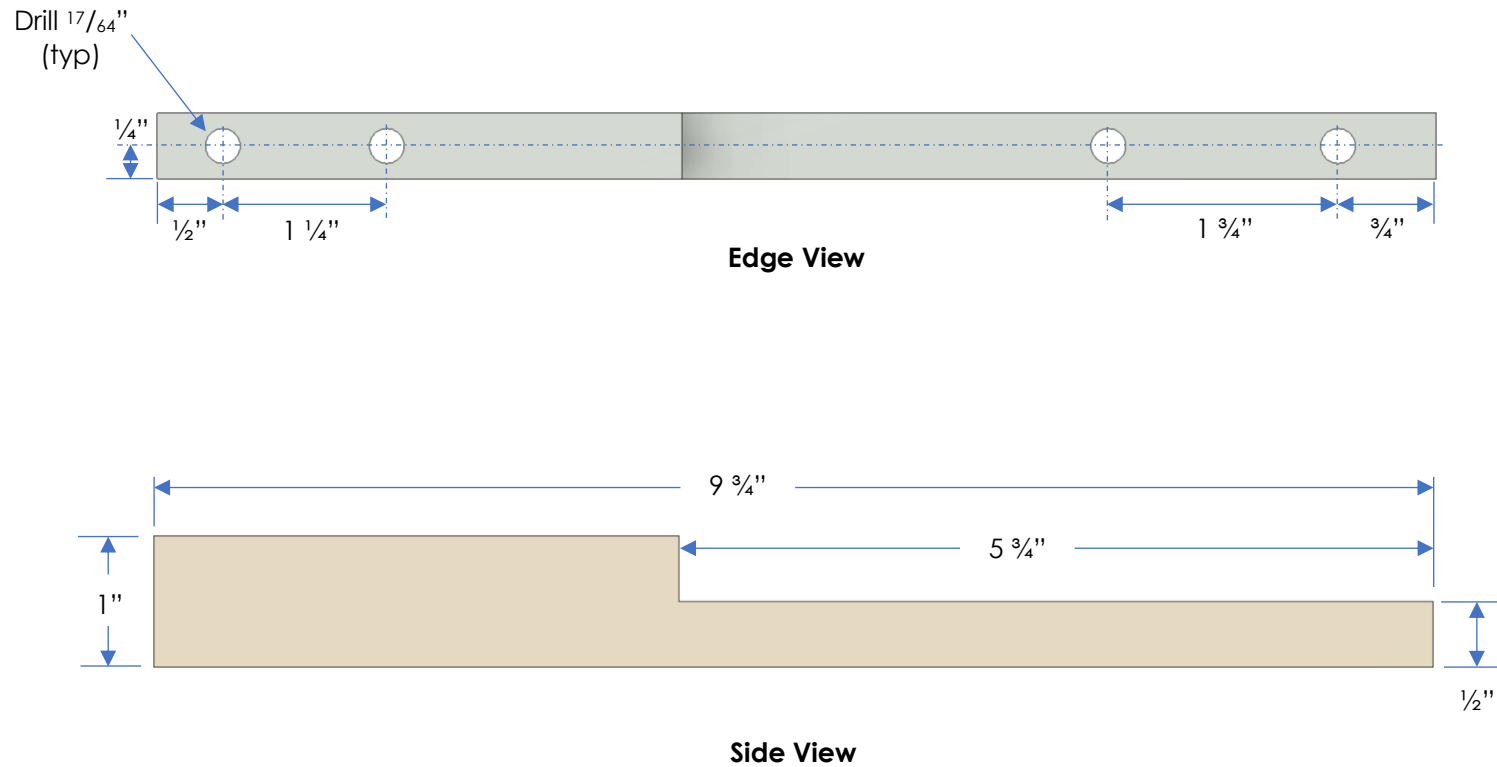 Drill 17/64”
(typ)
¼”
½”
1 ¼”
1 ¾”
¾”
Edge View
9 ¾”
5 ¾”
1”
½”
Side View